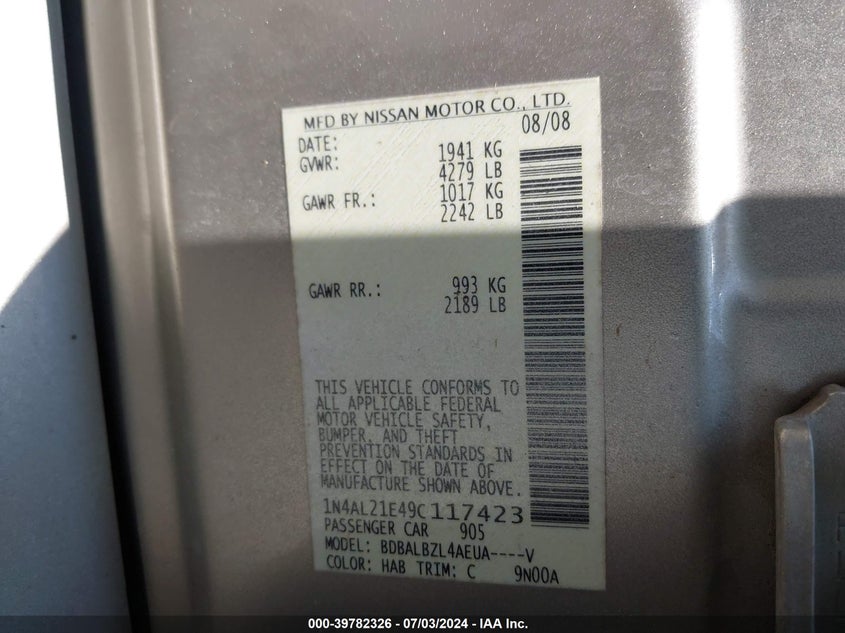 MFD BY NISSAN MOTOR CO., LTD.
DATE: 08/08
GVWR: 1941 KG
4279 LB
GAWR FR.: 1017 KG
2242 LB
GAWR RR.: 993 KG
2189 LB
THIS VEHICLE CONFORMS TO
ALL APPLICABLE FEDERAL
MOTOR VEHICLE SAFETY,
BUMPER, AND THEFT
PREVENTION STANDARDS IN
EFFECT ON THE DATE OF
MANUFACTURE SHOWN ABOVE.
1N4AL21E49C117423
PASSENGER CAR 905
MODEL: BDBALBZL4AEUA----V
COLOR: HAB TRIM: C 9N00A
000-39782326 - 07/03/2024 - IAA Inc.